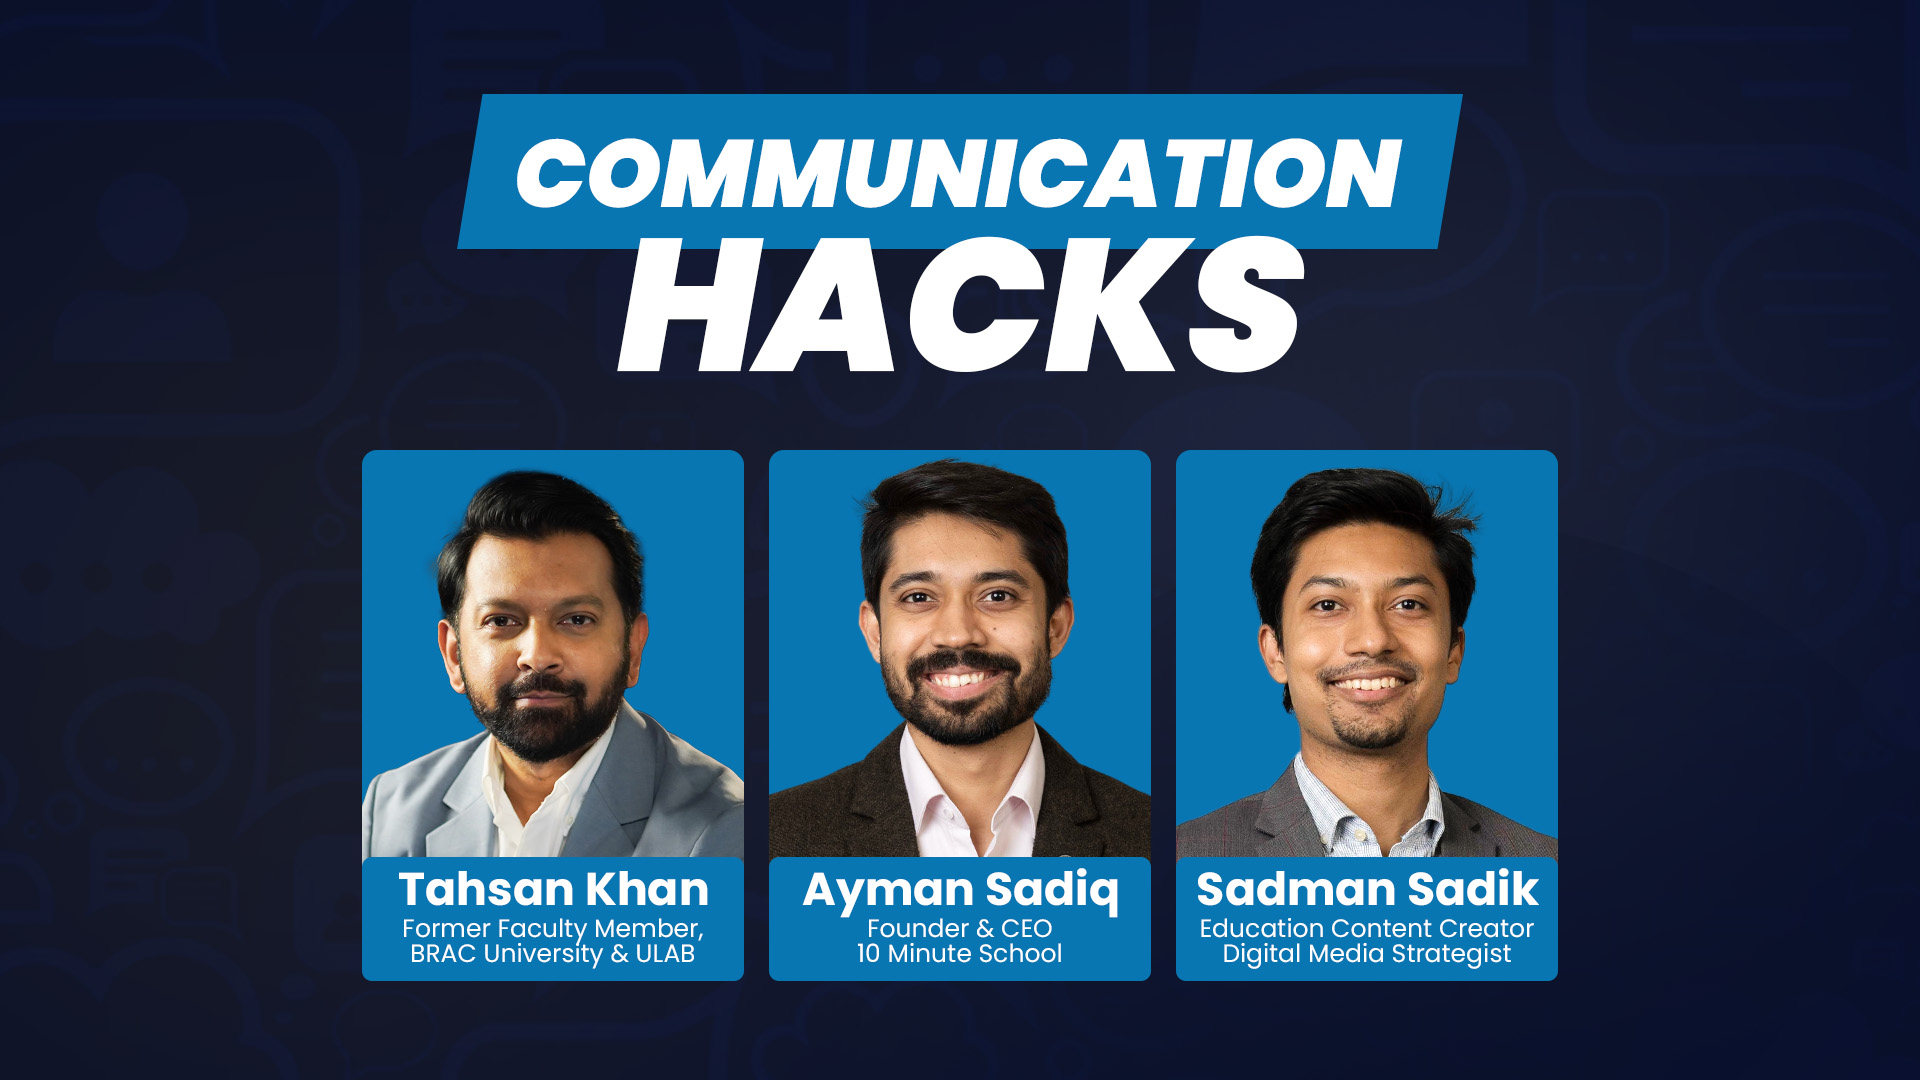 COMMUNICATION
HACKS
Tahsan Khan
Former Faculty Member,
BRAC University & ULAB
Ayman Sadiq
Founder & CEO
10 Minute School
Sadman Sadik
Education Content Creator
Digital Media Strategist